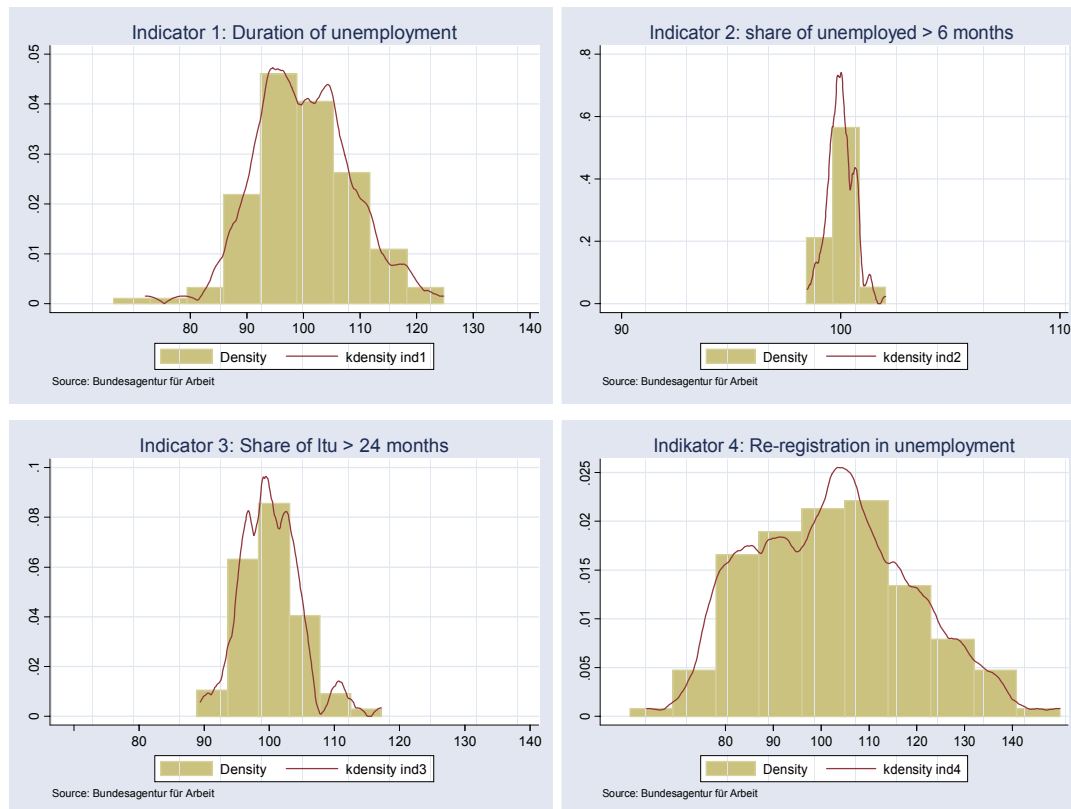 Indicator 1: Duration of unemployment
.05
.04
.03
.02
.01
0
80 90 100 110 120 130 140
Density kdensity ind1
Source: Bundesagentur für Arbeit
Indicator 2: share of unemployed > 6 months
.8
.6
.4
.2
0
90 100 110
Density kdensity ind2
Source: Bundesagentur für Arbeit
Indicator 3: Share of ltu > 24 months
.1
.08
.06
.04
.02
0
80 90 100 110 120 130 140
Density kdensity ind3
Source: Bundesagentur für Arbeit
Indikator 4: Re-registration in unemployment
.025
.02
.015
.01
.005
0
80 90 100 110 120 130 140
Density kdensity ind4
Source: Bundesagentur für Arbeit